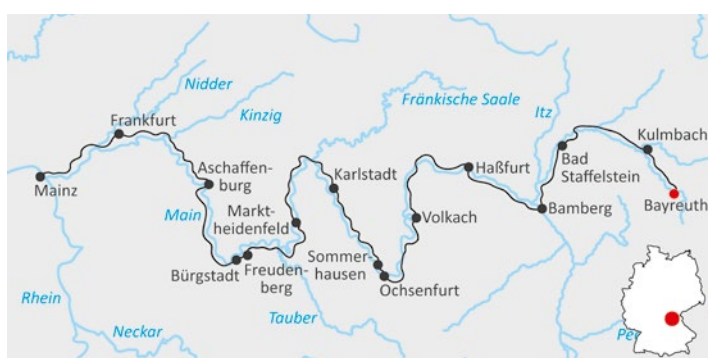 Nidder
Fränkische Saale
Itz
Frankfurt
Kinzig
Kulmbach
Mainz
Aschaffen-
burg
Karlstadt
Haßfurt
Bad
Staffelstein
Bayreuth
Main
Markt-
heidenfeld
Volkach
Bamberg
Bürgstadt
Freuden-
berg
Sommer-
hausen
Ochsenfurt
Rhein
Neckar
Tauber